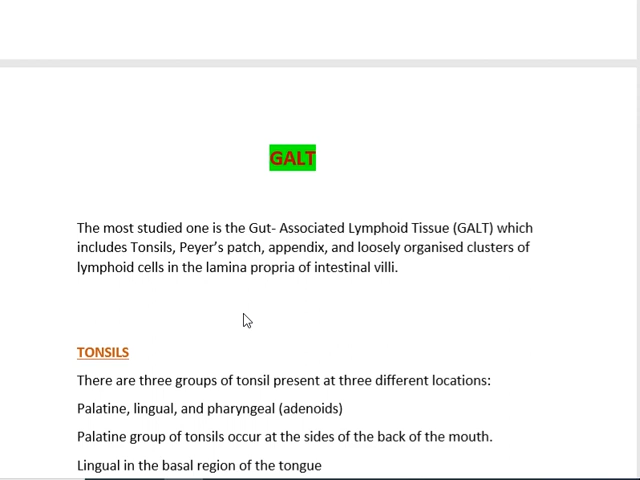 GALT
The most studied one is the Gut- Associated Lymphoid Tissue (GALT) which
includes Tonsils, Peyer's patch, appendix, and loosely organised clusters of
lymphoid cells in the lamina propria of intestinal villi.
TONSILS
There are three groups of tonsil present at three different locations:
Palatine, lingual, and pharyngeal (adenoids)
Palatine group of tonsils occur at the sides of the back of the mouth.
Lingual in the basal region of the tongue